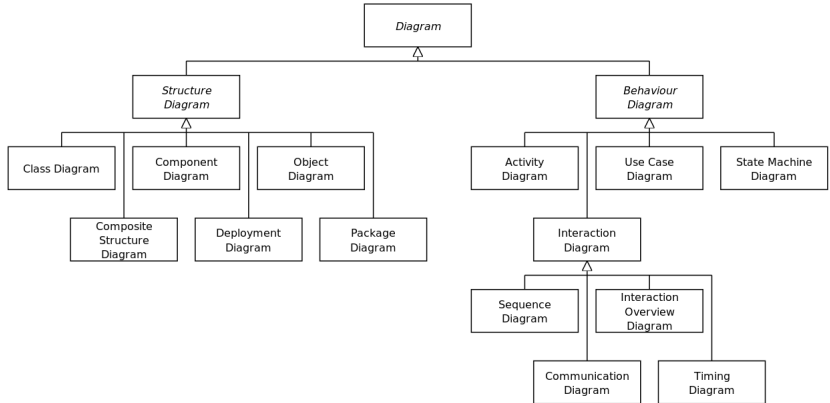 Diagram
Structure
Diagram
Behaviour
Diagram
Class Diagram
Component
Diagram
Object
Diagram
Activity
Diagram
Use Case
Diagram
State Machine
Diagram
Composite
Structure
Diagram
Deployment
Diagram
Package
Diagram
Interaction
Diagram
Sequence
Diagram
Interaction
Overview
Diagram
Communication
Diagram
Timing
Diagram